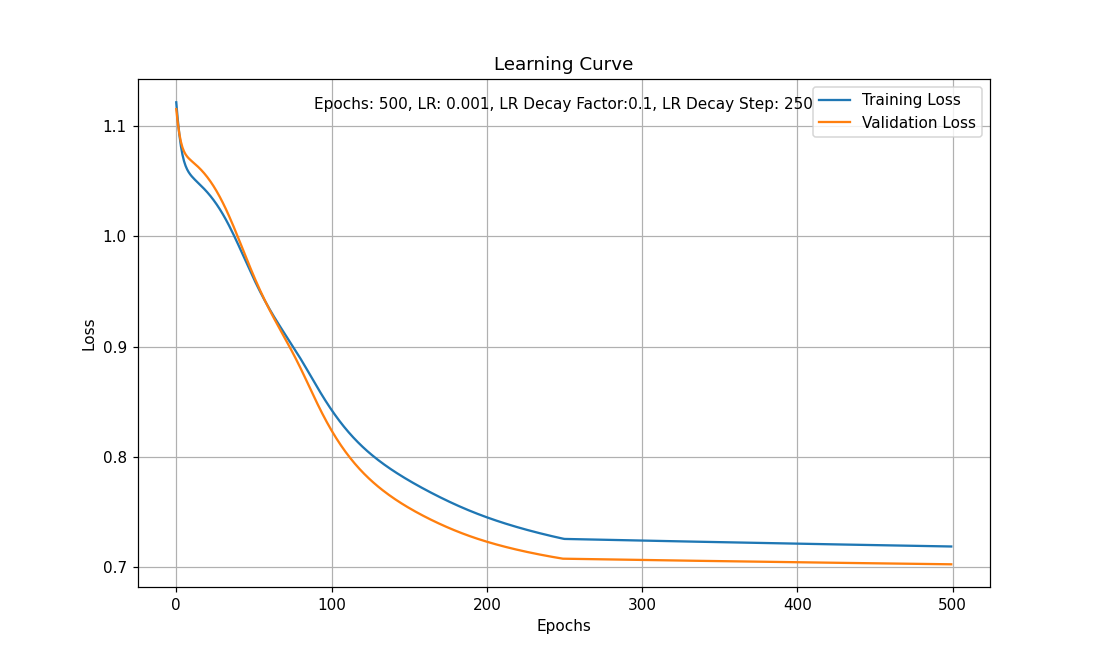 Learning Curve
Epochs: 500, LR: 0.001, LR Decay Factor:0.1, LR Decay Step: 250
Training Loss
Validation Loss
1.1
1.0
0.9
0.8
0.7
Loss
0
100
200
300
400
500
Epochs